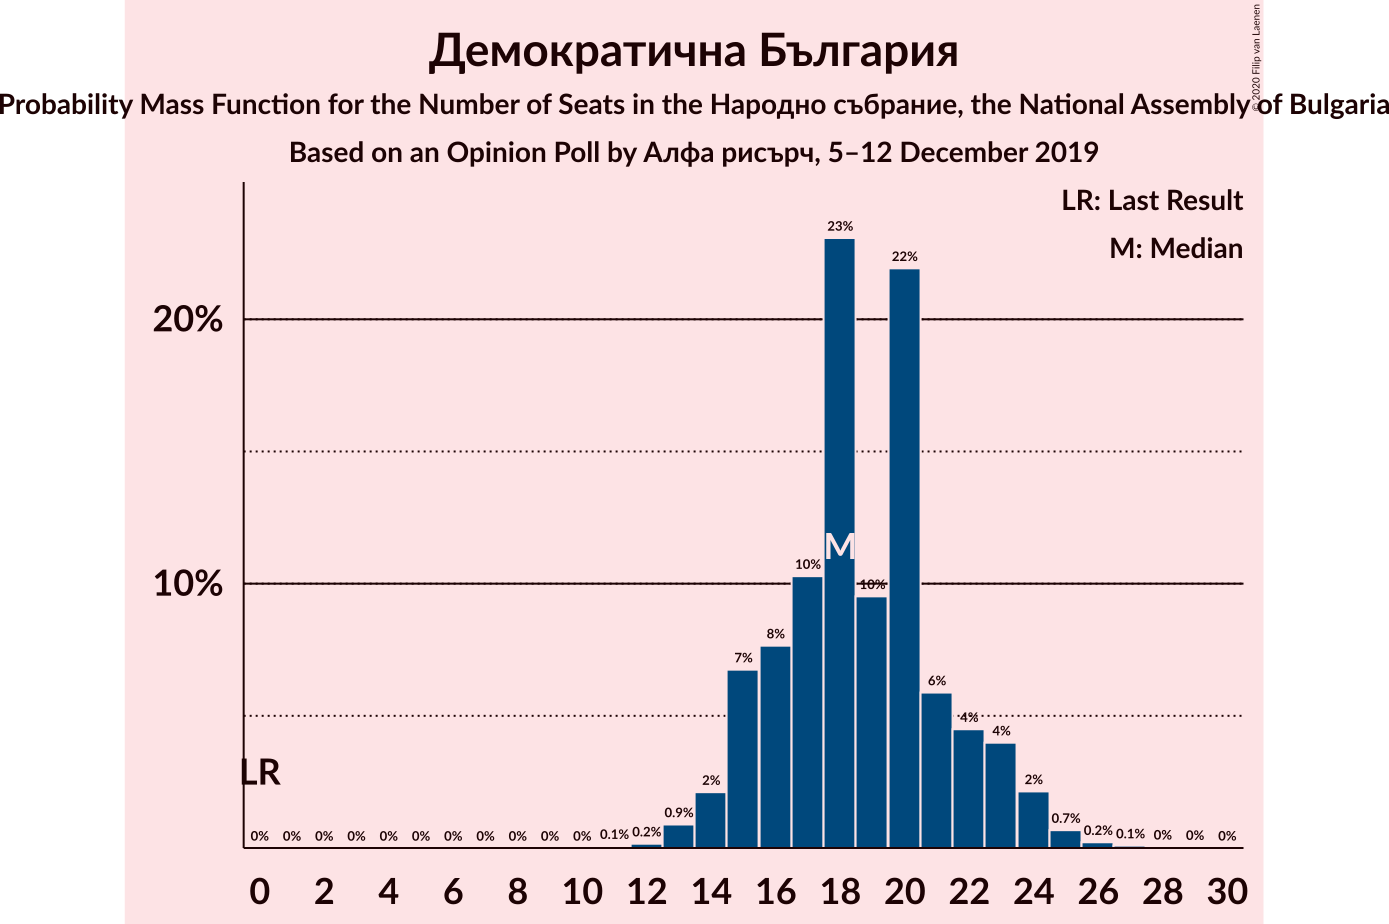 Демократична България
Probability Mass Function for the Number of Seats in the Народно събрание, the National Assembly of Bulgaria
Based on an Opinion Poll by Алфа рисърч, 5–12 December 2019
© 2020 Filip van Laenen
LR: Last Result
M: Median
20%
10%
23%
22%
M
10%
10%
8%
7%
6%
4%
4%
LR
2%
2%
0% 0% 0% 0% 0% 0% 0% 0% 0% 0% 0% 0.1% 0.2% 0.9% 0.7% 0.2% 0.1% 0% 0% 0%
0 2 4 6 8 10 12 14 16 18 20 22 24 26 28 30